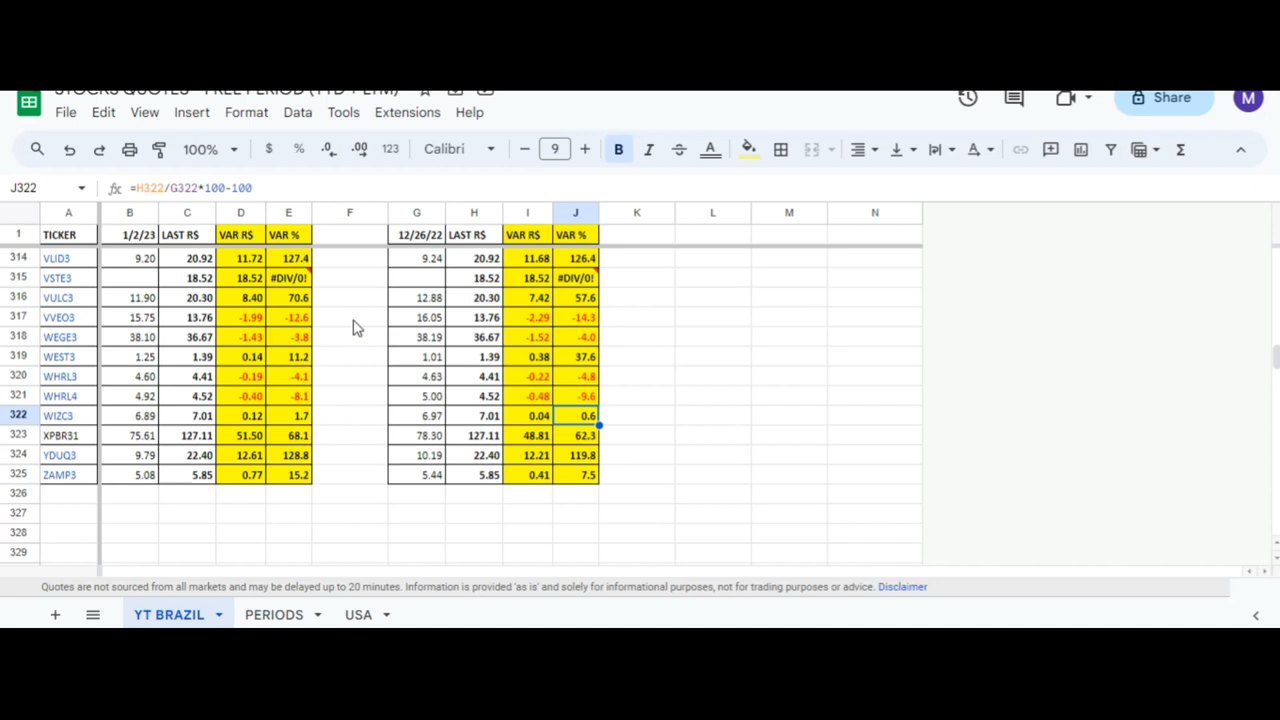 STOCKS QUOTES - FREE PERIOD (YTD + LTM)
File Edit View Insert Format Data Tools Extensions Help
Share M
100% $ % .0 .00 123 Calibri 9 B I A
J322 fx =H322/G322*100-100
A B C D E F G H I J K L M N
1 TICKER 1/2/23 LAST R$ VAR R$ VAR % 12/26/22 LAST R$ VAR R$ VAR %
314 VLID3 9.20 20.92 11.72 127.4 9.24 20.92 11.68 126.4
315 VSTE3 18.52 18.52 #DIV/0! 18.52 18.52 #DIV/0!
316 VULC3 11.90 20.30 8.40 70.6 12.88 20.30 7.42 57.6
317 VVEO3 15.75 13.76 -1.99 -12.6 16.05 13.76 -2.29 -14.3
318 WEGE3 38.10 36.67 -1.43 -3.8 38.19 36.67 -1.52 -4.0
319 WEST3 1.25 1.39 0.14 11.2 1.01 1.39 0.38 37.6
320 WHRL3 4.60 4.41 -0.19 -4.1 4.63 4.41 -0.22 -4.8
321 WHRL4 4.92 4.52 -0.40 -8.1 5.00 4.52 -0.48 -9.6
322 WIZC3 6.89 7.01 0.12 1.7 6.97 7.01 0.04 0.6
323 XPBR31 75.61 127.11 51.50 68.1 78.30 127.11 48.81 62.3
324 YDUQ3 9.79 22.40 12.61 128.8 10.19 22.40 12.21 119.8
325 ZAMP3 5.08 5.85 0.77 15.2 5.44 5.85 0.41 7.5
326
327
328
329
Quotes are not sourced from all markets and may be delayed up to 20 minutes. Information is provided 'as is' and solely for informational purposes, not for trading purposes or advice. Disclaimer
YT BRAZIL PERIODS USA